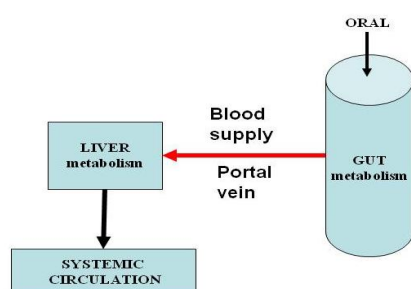 ORAL
Blood
supply
LIVER
metabolism
Portal
vein
GUT
metabolism
SYSTEMIC
CIRCULATION